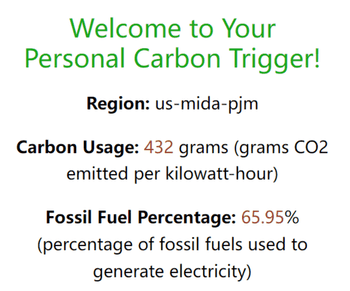 Welcome to Your
Personal Carbon Trigger!
Region: us-mida-pjm
Carbon Usage: 432 grams (grams CO2
emitted per kilowatt-hour)
Fossil Fuel Percentage: 65.95%
(percentage of fossil fuels used to
generate electricity)